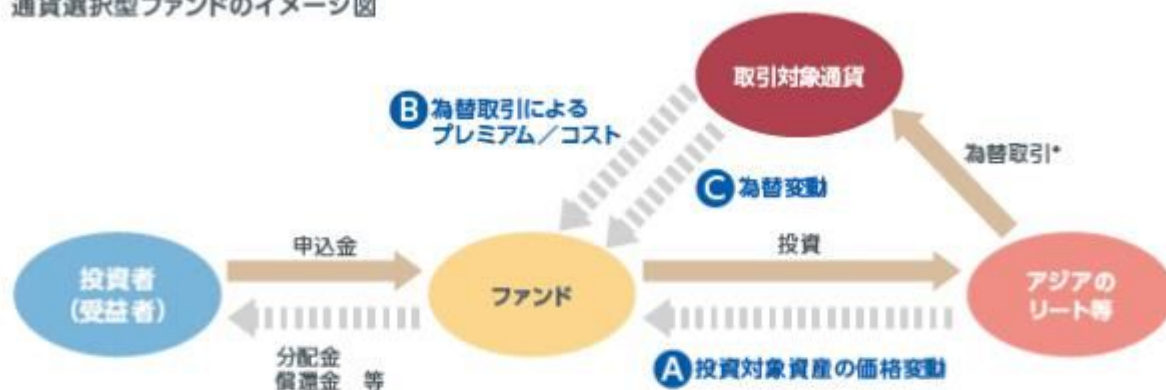 通貨選択型ファンドのイメージ図
取引対象通貨
B 為替取引による
プレミアム／コスト
為替取引*
C 為替変動
申込金
投資
投資者
(受益者)
ファンド
アジアの
リート等
分配金
償還金 等
A 投資対象資産の価格変動